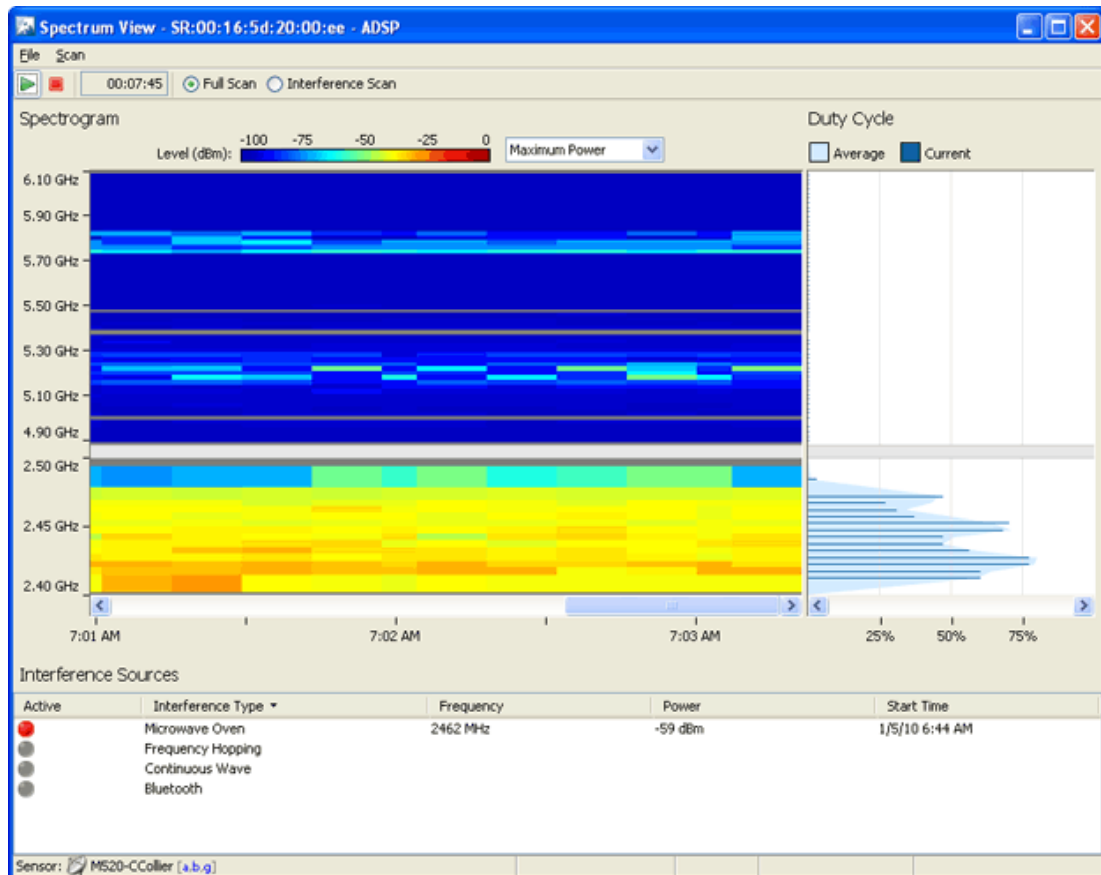 Spectrum View - SR:00:16:5d:20:00:ee - ADSP
File Scan
00:07:45 Full Scan Interference Scan
Spectrogram
Duty Cycle
Level (dBm): -100 -75 -50 -25 0
Maximum Power
Average Current
6.10 GHz
5.90 GHz
5.70 GHz
5.50 GHz
5.30 GHz
5.10 GHz
4.90 GHz
2.50 GHz
2.45 GHz
2.40 GHz
7:01 AM 7:02 AM 7:03 AM
25% 50% 75%
Interference Sources
Active Interference Type Frequency Power Start Time
Microwave Oven 2462 MHz -59 dBm 1/5/10 6:44 AM
Frequency Hopping
Continuous Wave
Bluetooth
Sensor: M520-CCollier [a,b,g]